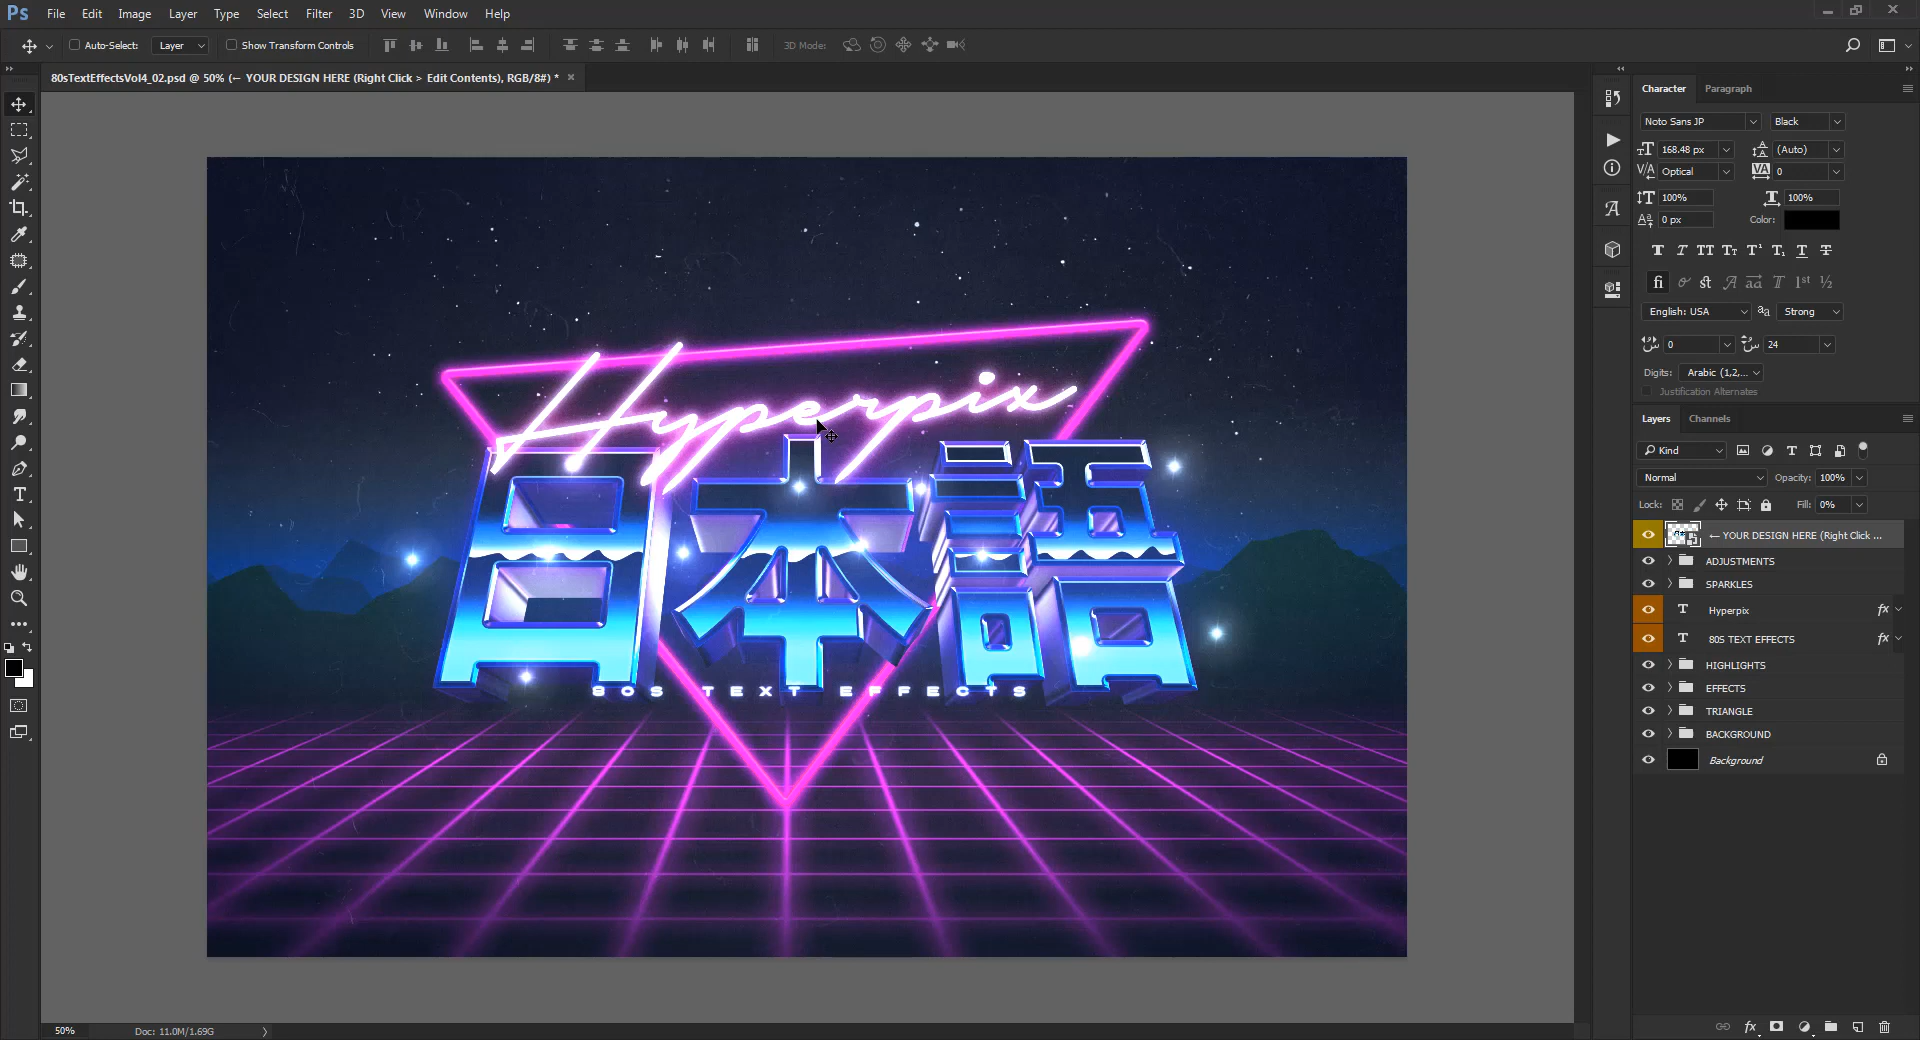 Ps File Edit Image Layer Type Select Filter 3D View Window Help
Auto-Select: Layer Show Transform Controls 3D Mode:
80sTextEffectsVol4_02.psd @ 50% (← YOUR DESIGN HERE (Right Click > Edit Contents), RGB/8#) *
Hyperpix
日本語
80S TEXT EFFECTS
50% Doc: 11.0M/1.69G
Character Paragraph
Noto Sans JP Black
168.48 px (Auto)
Optical 0
100% 100%
0 px Color:
English: USA Strong
0 24
Digits: Arabic (1,2,...
Justification Alternates
Layers Channels
Kind
Normal Opacity: 100%
Lock: Fill: 0%
← YOUR DESIGN HERE (Right Click ...
ADJUSTMENTS
SPARKLES
Hyperpix fx
80S TEXT EFFECTS fx
HIGHLIGHTS
EFFECTS
TRIANGLE
BACKGROUND
Background
fx